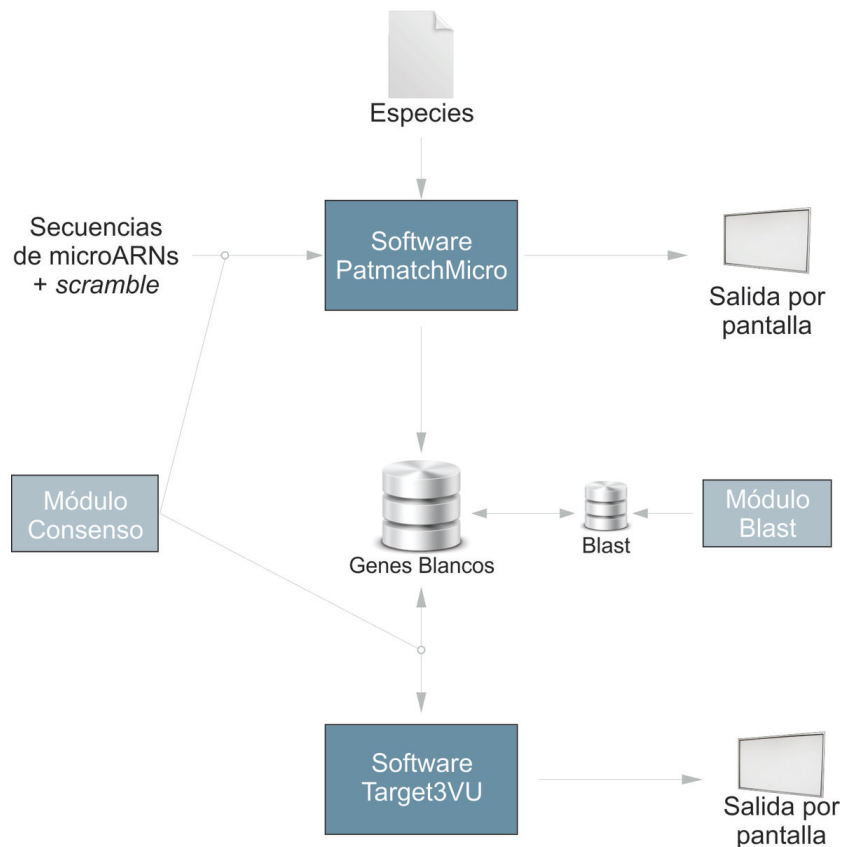 Especies
Secuencias
de microARNs
+ scramble
Software
PatmatchMicro
Salida por
pantalla
Módulo
Consenso
Genes Blancos
Blast
Módulo
Blast
Software
Target3VU
Salida por
pantalla